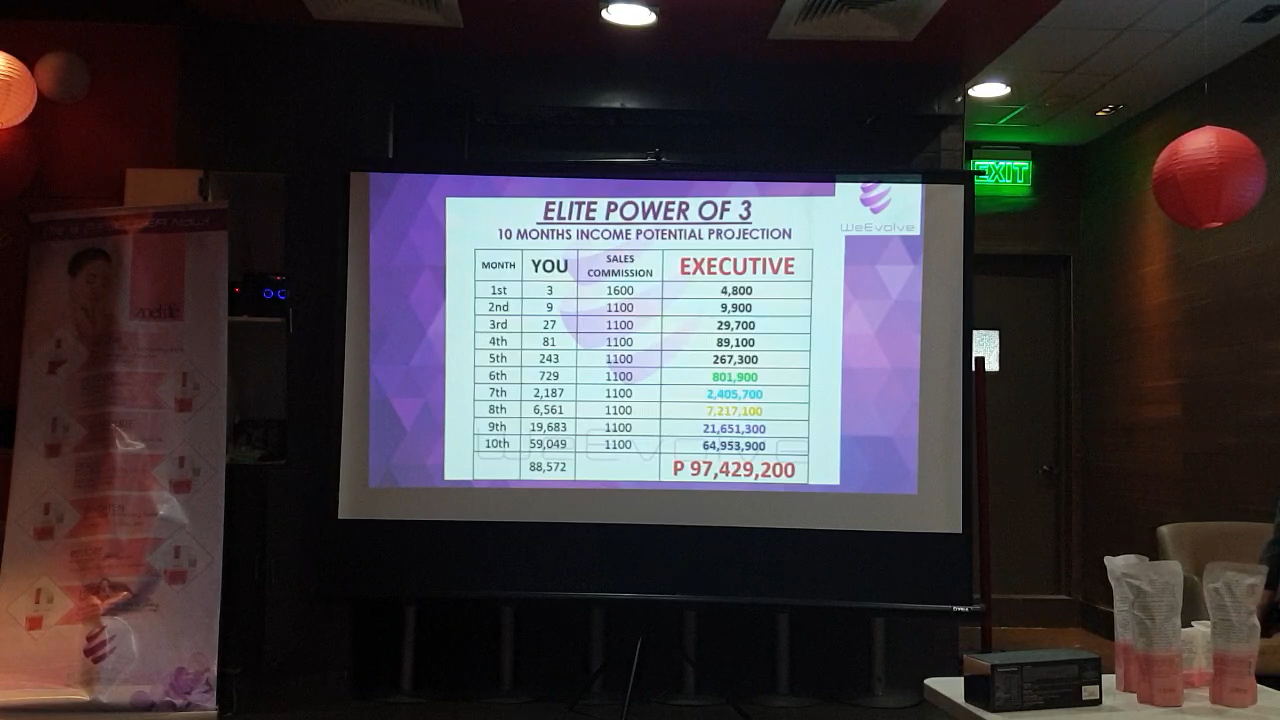 ELITE POWER OF 3
10 MONTHS INCOME POTENTIAL PROJECTION
WeEvolve
EXIT
MONTH YOU SALES COMMISSION EXECUTIVE
1st 3 1600 4,800
2nd 9 1100 9,900
3rd 27 1100 29,700
4th 81 1100 89,100
5th 243 1100 267,300
6th 729 1100 801,900
7th 2,187 1100 2,405,700
8th 6,561 1100 7,217,100
9th 19,683 1100 21,651,300
10th 59,049 1100 64,953,900
88,572 P 97,429,200
WeEvolve